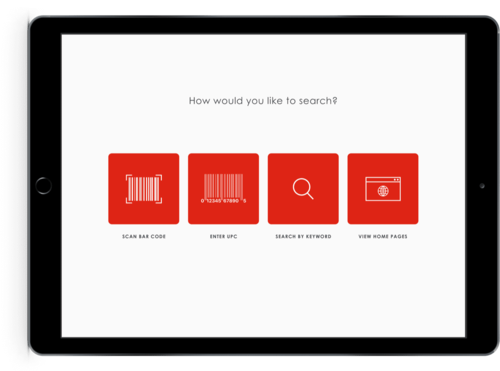 How would you like to search?
0 12345 67890 5
SCAN BAR CODE
ENTER UPC
SEARCH BY KEYWORD
VIEW HOME PAGES